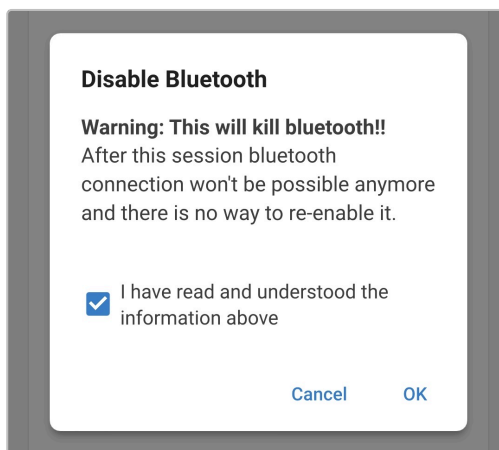 Disable Bluetooth
Warning: This will kill bluetooth!!
After this session bluetooth
connection won't be possible anymore
and there is no way to re-enable it.
I have read and understood the
information above
Cancel OK